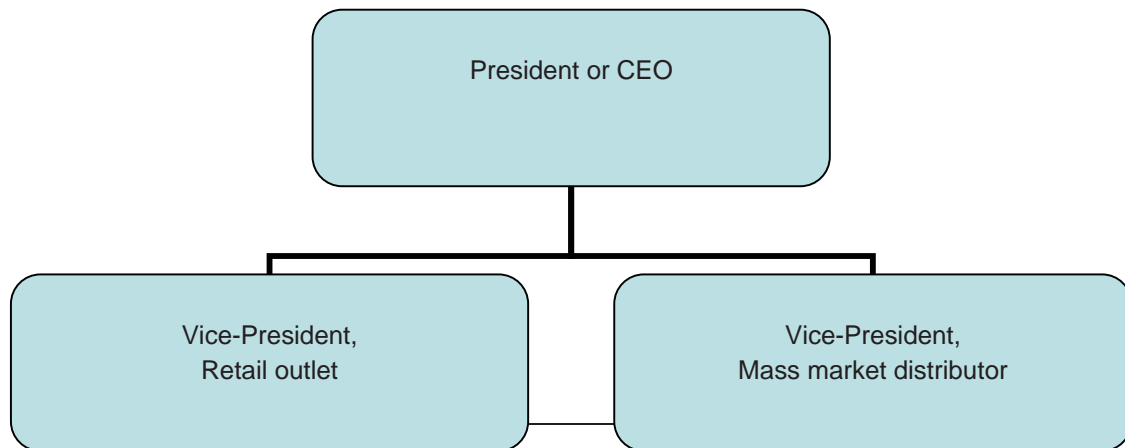 President or CEO
Vice-President,
Retail outlet
Vice-President,
Mass market distributor